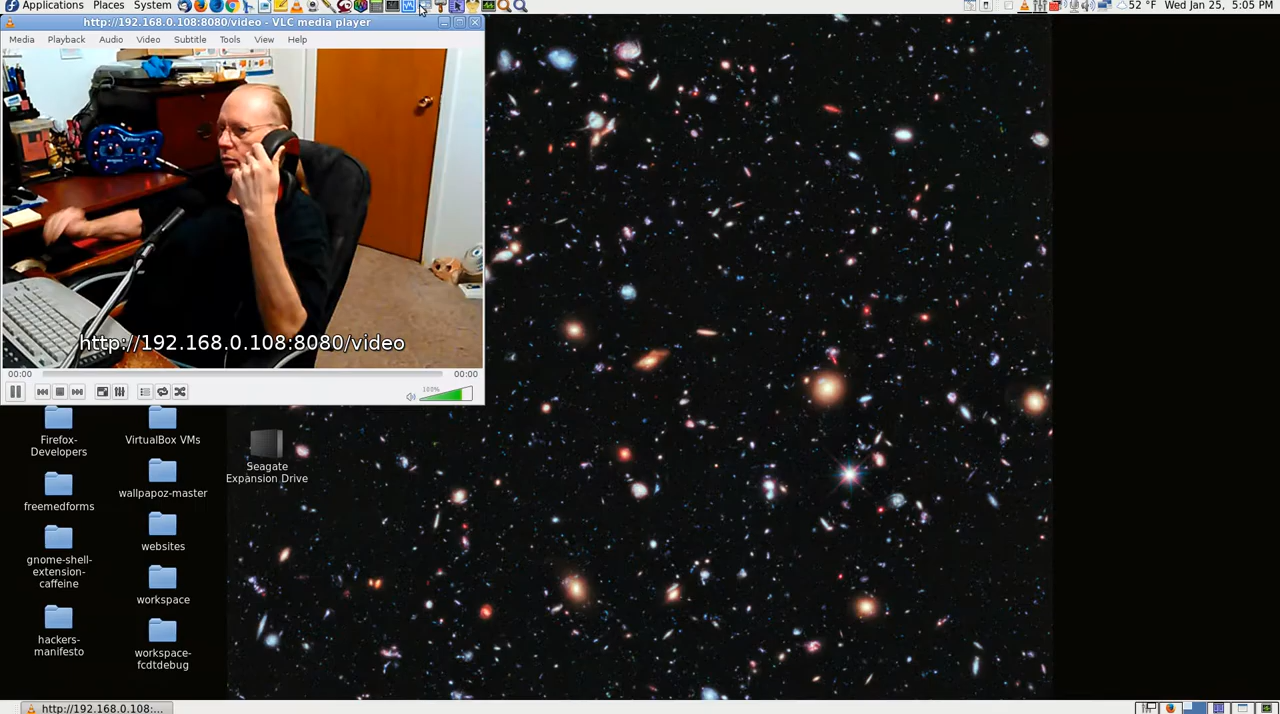 Applications Places System
52 °F Wed Jan 25, 5:05 PM
http://192.168.0.108:8080/video - VLC media player
Media Playback Audio Video Subtitle Tools View Help
http://192.168.0.108:8080/video
00:00 00:00
100%
Firefox-
Developers
VirtualBox VMs
Seagate
Expansion Drive
freemedforms
wallpapoz-master
gnome-shell-
extension-
caffeine
websites
workspace
hackers-
manifesto
workspace-
fcdtdebug
http://192.168.0.108:...